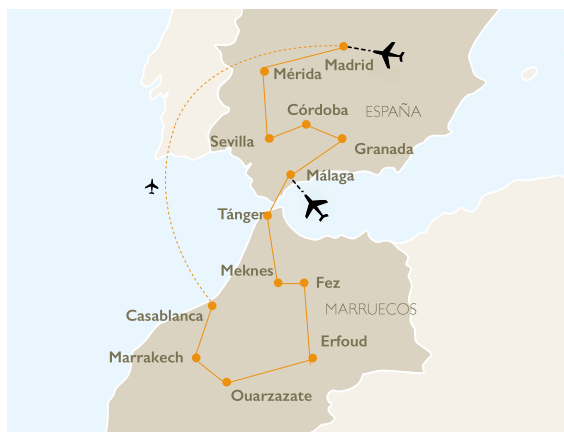 Madrid
Mérida
Córdoba
ESPAÑA
Sevilla
Granada
Málaga
Tánger
Meknes
Fez
MARRUECOS
Casablanca
Erfoud
Marrakech
Ouarzazate